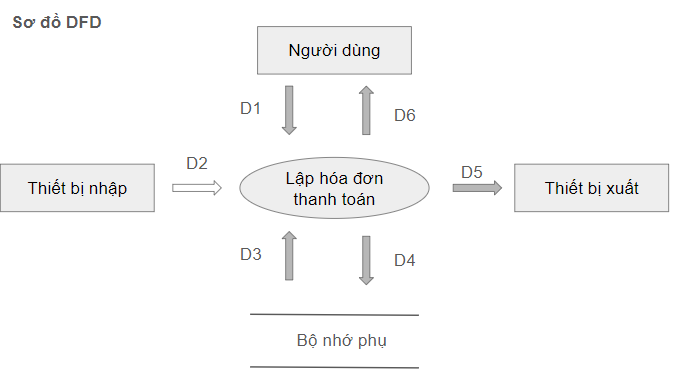 Sơ đồ DFD
Người dùng
D1
D6
D2
D5
Thiết bị nhập
Lập hóa đơn
thanh toán
Thiết bị xuất
D3
D4
Bộ nhớ phụ